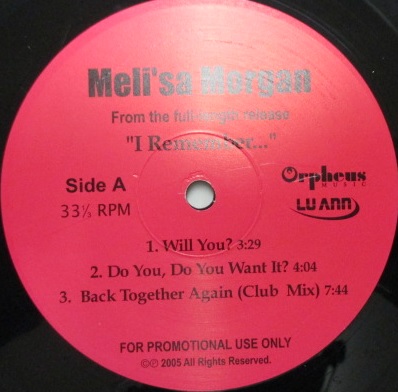 Meli'sa Morgan
From the full-length release
"I Remember..."
Side A
33⅓ RPM
Orpheus
MUSIC
LU ANN
1. Will You? 3:29
2. Do You, Do You Want It? 4:04
3. Back Together Again (Club Mix) 7:44
FOR PROMOTIONAL USE ONLY
©℗ 2005 All Rights Reserved.